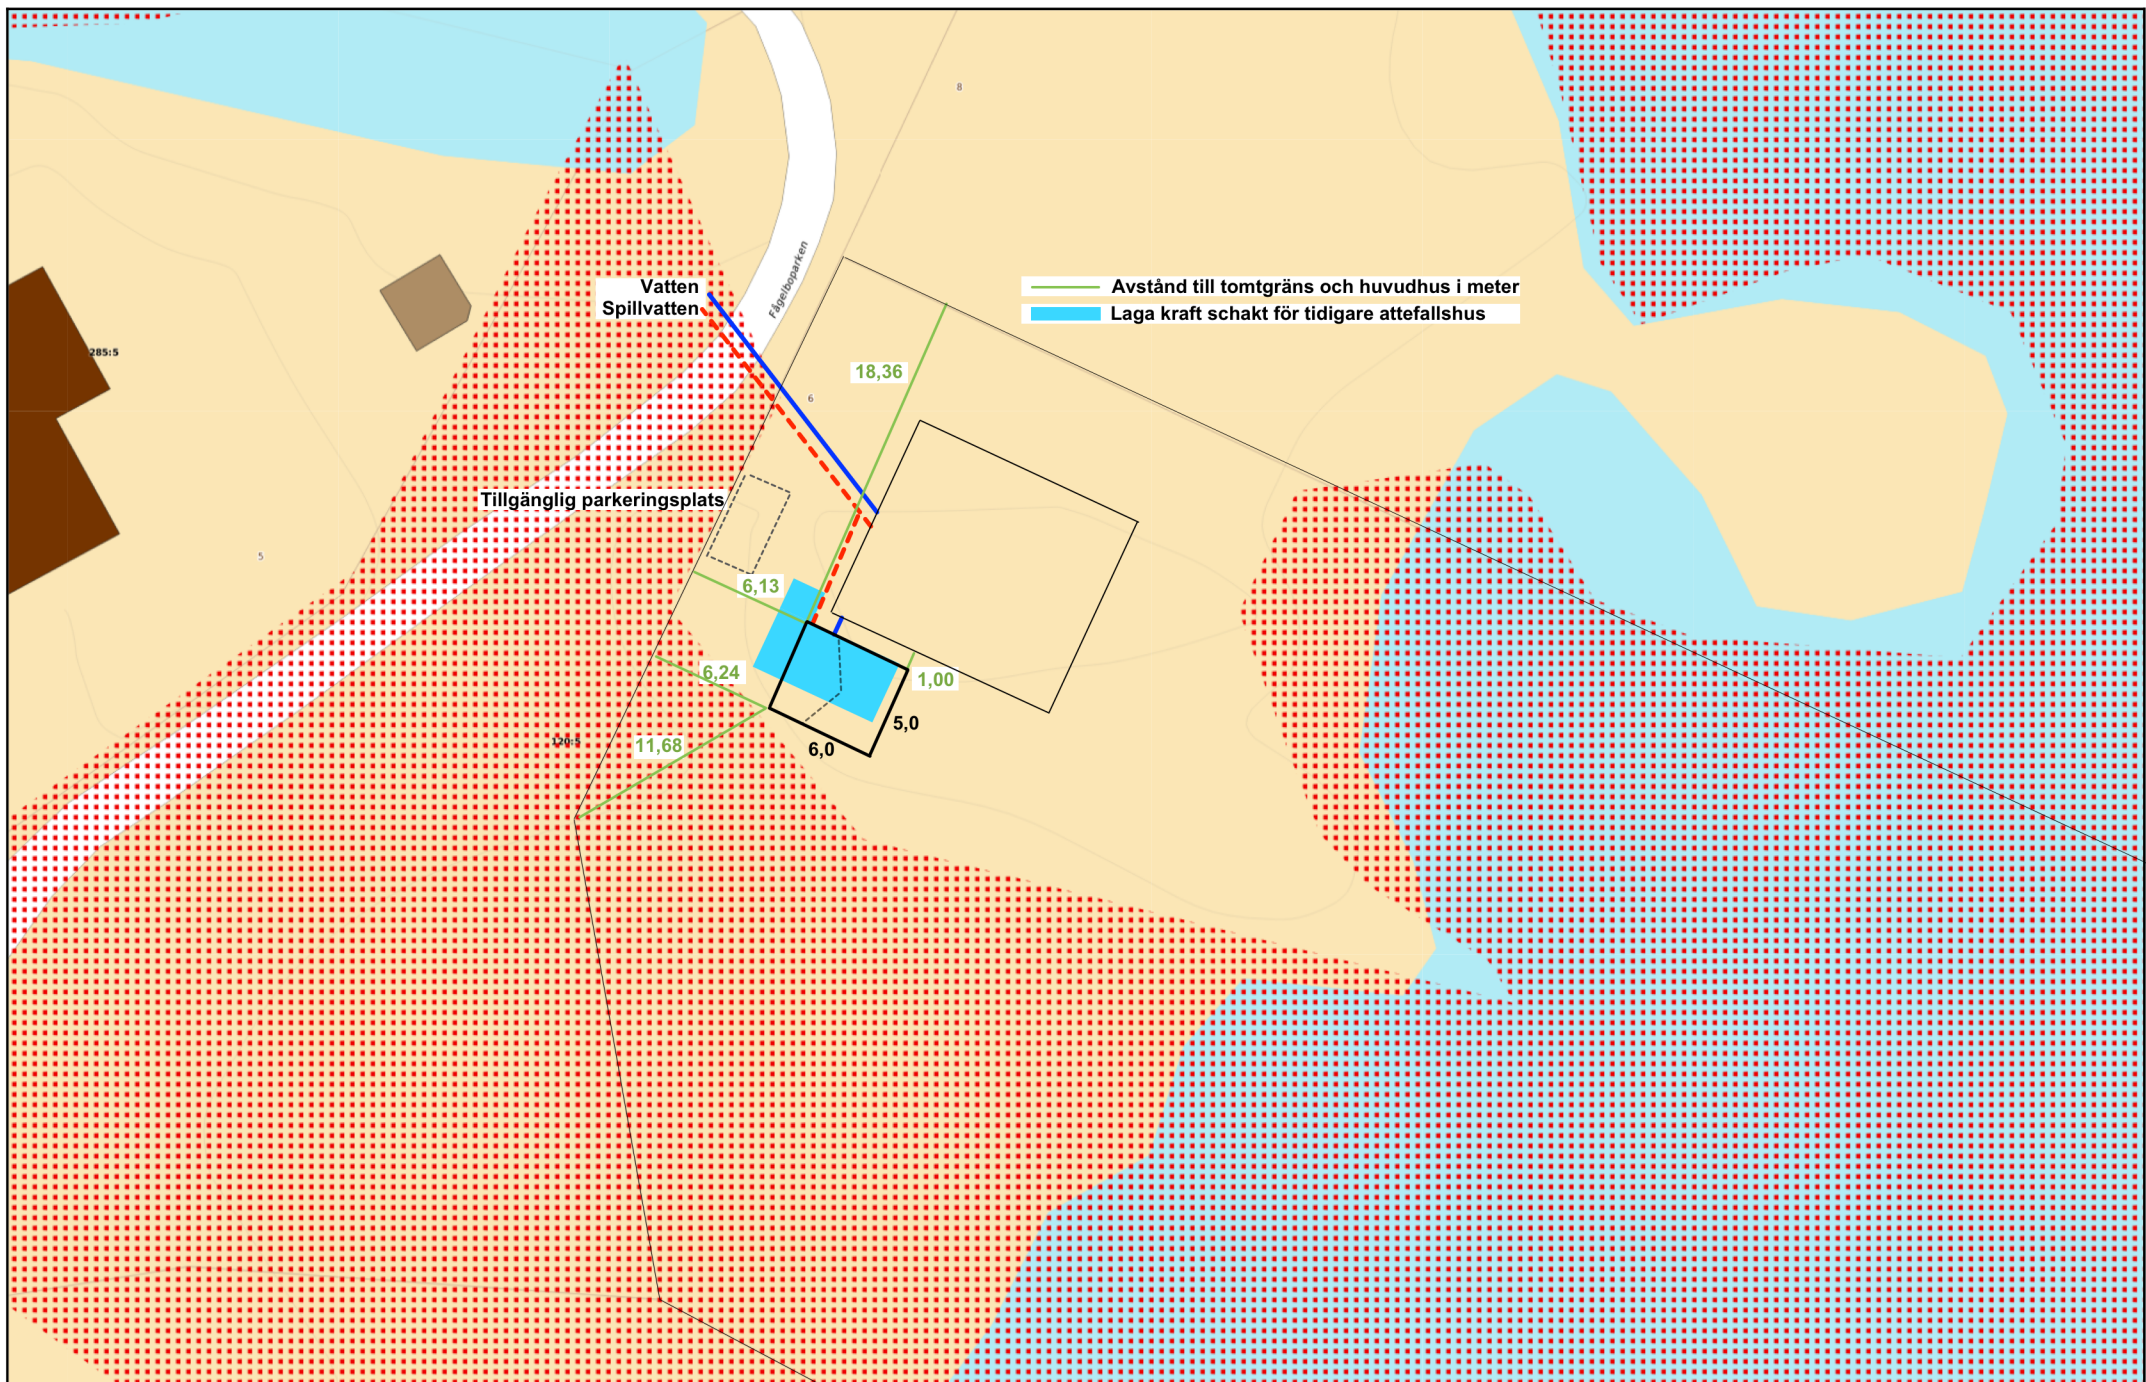 8
Fågelboparken
Vatten
Spillvatten
Avstånd till tomtgräns och huvudhus i meter
Laga kraft schakt för tidigare attefallshus
285:5
18,36
6
Tillgänglig parkeringsplats
5
6,13
6,24
1,00
5,0
120:5
11,68
6,0